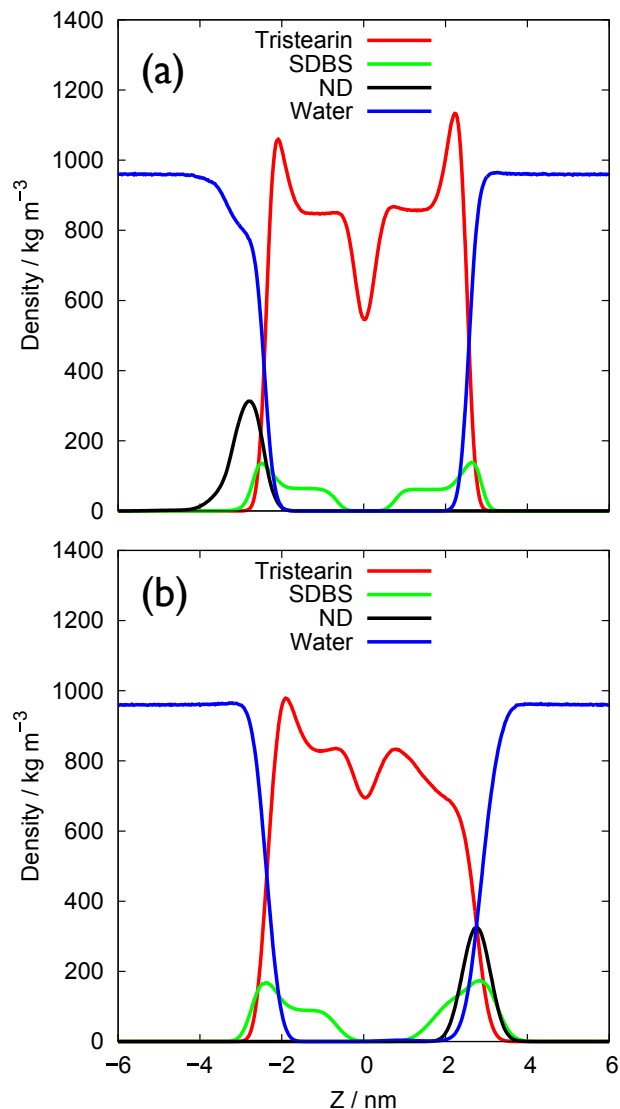 1400
1200
1000
800
600
400
200
0
Density / kg m⁻³
(a)
Tristearin
SDBS
ND
Water
1400
1200
1000
800
600
400
200
0
Density / kg m⁻³
(b)
Tristearin
SDBS
ND
Water
−6 −4 −2 0 2 4 6
Z / nm